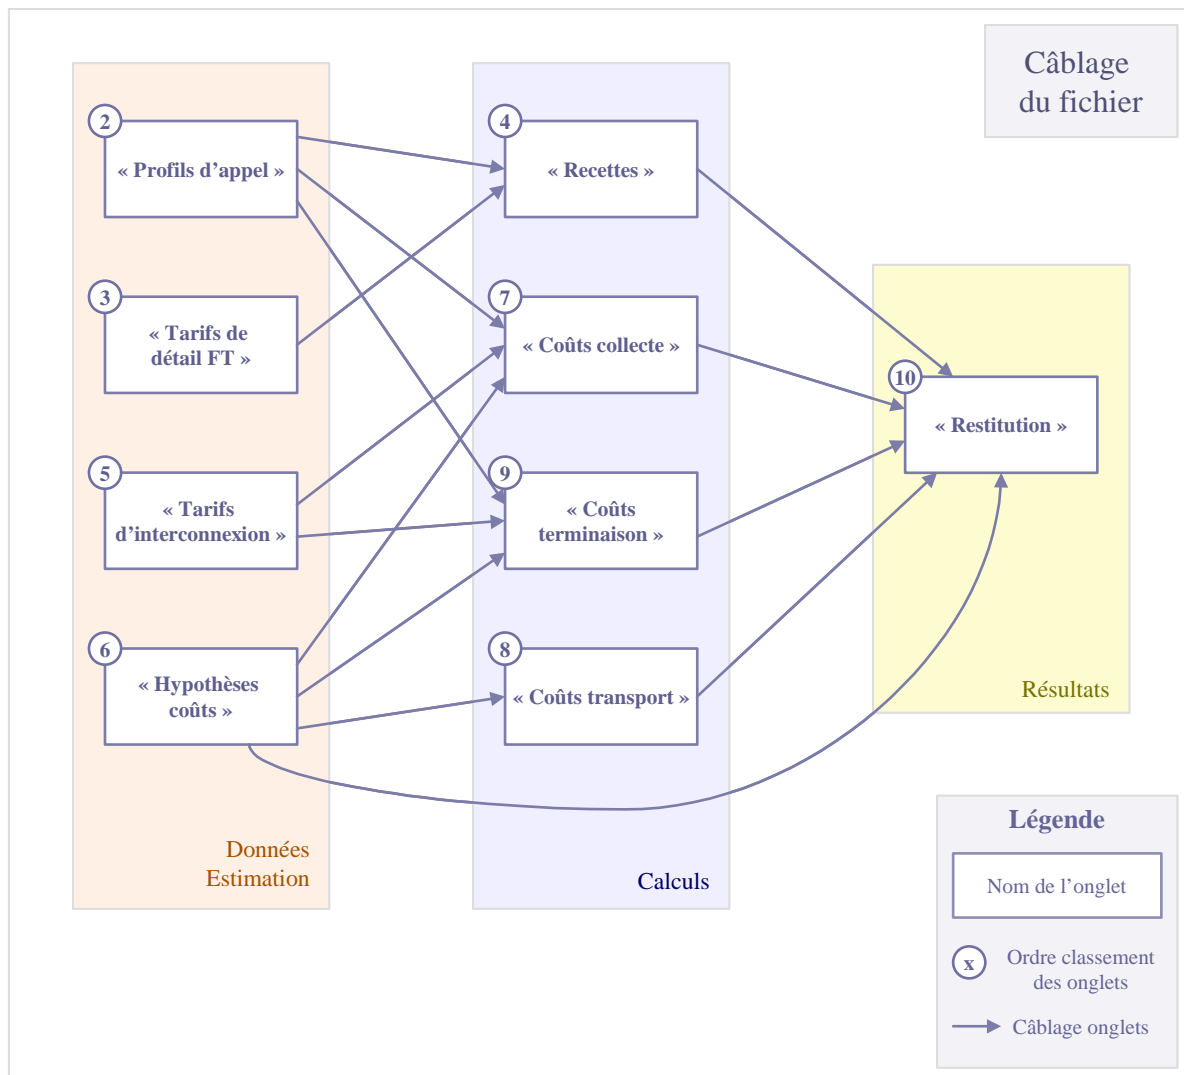 Câblage
du fichier
2
« Profils d’appel »
3
« Tarifs de
détail FT »
5
« Tarifs
d’interconnexion »
6
« Hypothèses
coûts »
Données
Estimation
4
« Recettes »
7
« Coûts collecte »
9
« Coûts
terminaison »
8
« Coûts transport »
Calculs
10
« Restitution »
Résultats
Légende
Nom de l’onglet
x
Ordre classement
des onglets
Câblage onglets